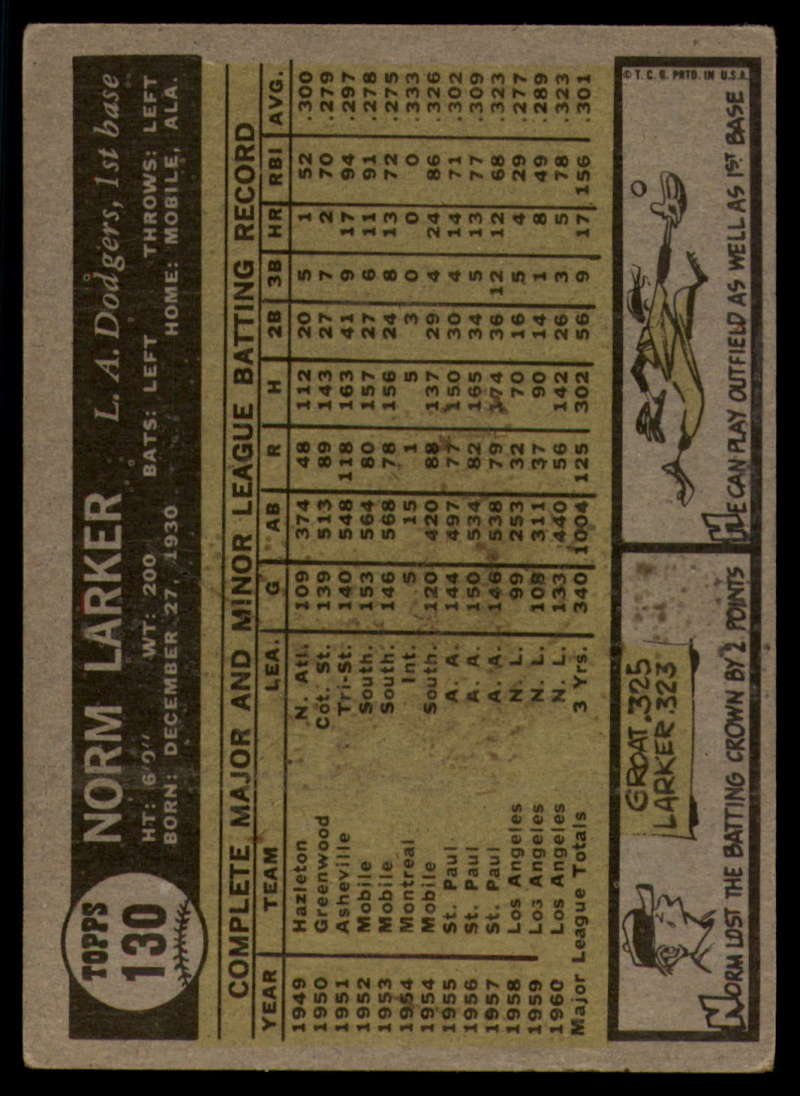 TOPPS
130
NORM LARKER L. A. Dodgers, 1st base
HT: 6'0" WT: 200 BATS: LEFT THROWS: LEFT
BORN: DECEMBER 27, 1930 HOME: MOBILE, ALA.
COMPLETE MAJOR AND MINOR LEAGUE BATTING RECORD
YEAR TEAM LEA. G AB R H 2B 3B HR RBI AVG.
1949 Hazleton N. Atl. 109 374 48 112 20 5 1 52 .300
1950 Greenwood Cot. St. 139 513 89 143 27 7 2 70 .279
1951 Asheville Tri-St. 140 548 118 163 41 9 17 94 .297
1952 Mobile South. 153 564 80 157 27 6 11 91 .278
1953 Mobile South. 146 568 78 156 24 8 13 72 .275
1954 Montreal Int. 5 15 1 5 3 0 0 0 .333
1954 Mobile South. 120 420 88 137 29 4 24 86 .326
1955 St. Paul A. A. 144 497 77 150 30 4 14 71 .302
1956 St. Paul A. A. 150 534 82 165 34 5 13 77 .309
1957 St. Paul A. A. 146 538 79 174 36 12 12 68 .323
1958 Los Angeles N. L. 99 253 32 70 16 5 4 29 .277
1959 Los Angeles N. L. 108 311 37 90 14 1 8 49 .289
1960 Los Angeles N. L. 133 440 56 142 26 3 5 78 .323
Major League Totals 3 Yrs. 340 1004 125 302 56 9 17 156 .301
GROAT .325
LARKER .323
NORM LOST THE BATTING CROWN BY 2 POINTS
© T. C. G. PRTD. IN U.S.A.
HE CAN PLAY OUTFIELD AS WELL AS 1ST BASE